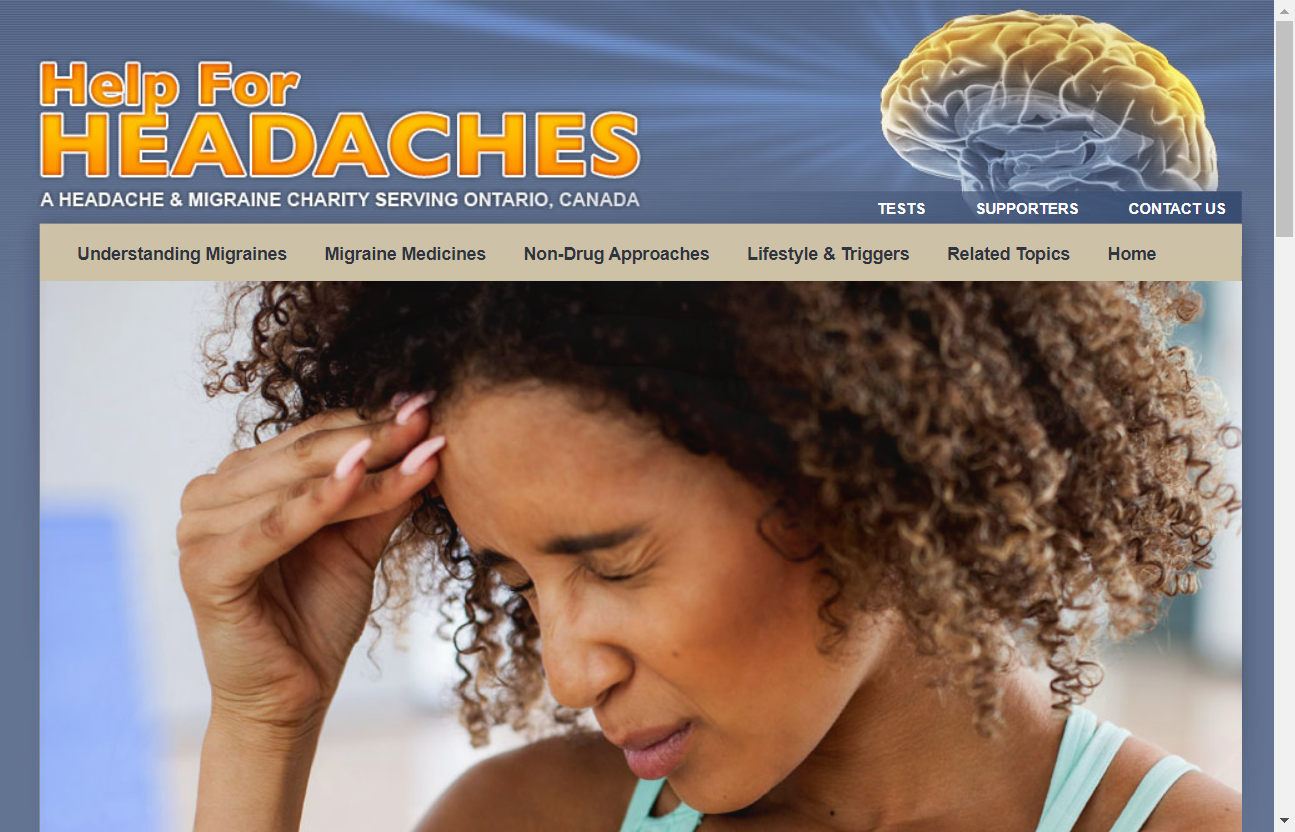 Help For
HEADACHES
A HEADACHE & MIGRAINE CHARITY SERVING ONTARIO, CANADA
TESTS SUPPORTERS CONTACT US
Understanding Migraines Migraine Medicines Non-Drug Approaches Lifestyle & Triggers Related Topics Home